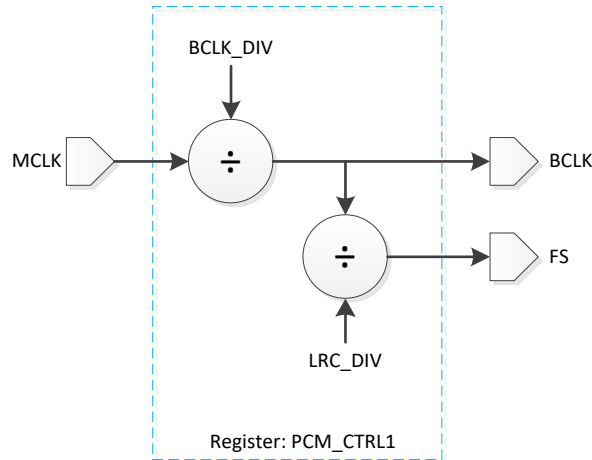 BCLK_DIV
MCLK
÷
BCLK
÷
FS
LRC_DIV
Register: PCM_CTRL1